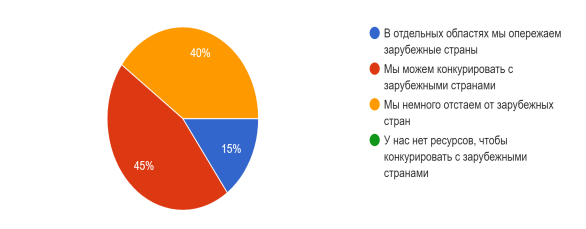 40%
15%
45%
В отдельных областях мы опережаем
зарубежные страны
Мы можем конкурировать с
зарубежными странами
Мы немного отстаем от зарубежных
стран
У нас нет ресурсов, чтобы
конкурировать с зарубежными
странами